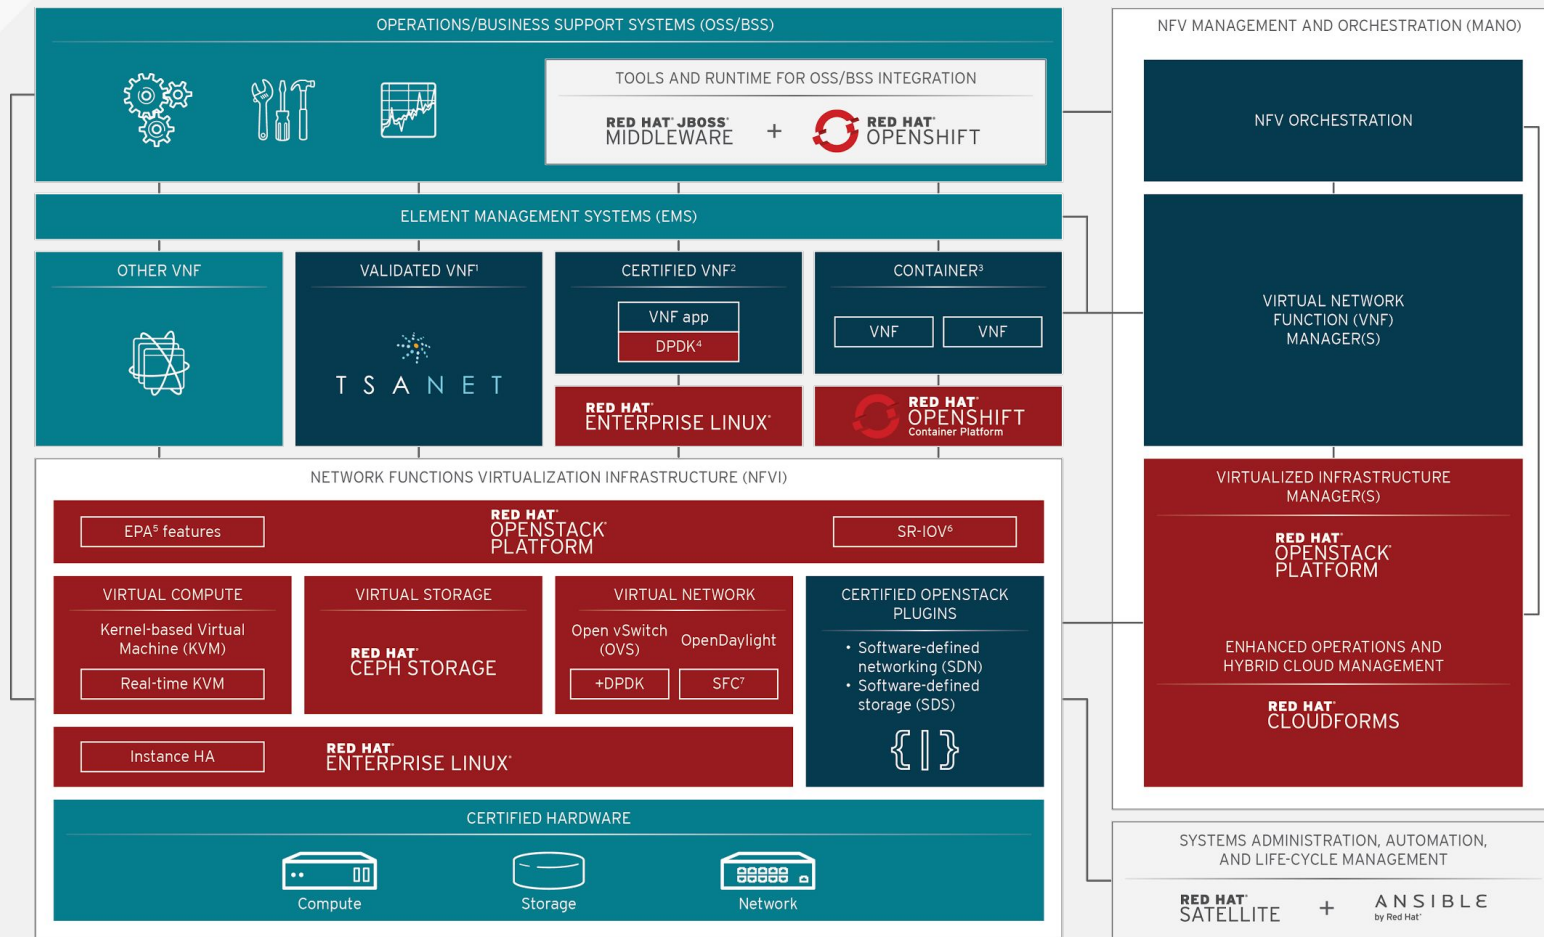 OPERATIONS/BUSINESS SUPPORT SYSTEMS (OSS/BSS)
TOOLS AND RUNTIME FOR OSS/BSS INTEGRATION
RED HAT® JBOSS®
MIDDLEWARE
+
RED HAT®
OPENSHIFT
ELEMENT MANAGEMENT SYSTEMS (EMS)
OTHER VNF
VALIDATED VNF¹
TSANET
CERTIFIED VNF²
VNF app
DPDK⁴
RED HAT®
ENTERPRISE LINUX®
CONTAINER³
VNF
VNF
RED HAT®
OPENSHIFT
Container Platform
NETWORK FUNCTIONS VIRTUALIZATION INFRASTRUCTURE (NFVI)
EPA⁵ features
RED HAT®
OPENSTACK®
PLATFORM
SR-IOV⁶
VIRTUAL COMPUTE
Kernel-based Virtual
Machine (KVM)
Real-time KVM
VIRTUAL STORAGE
RED HAT®
CEPH STORAGE
VIRTUAL NETWORK
Open vSwitch
(OVS)
+DPDK
OpenDaylight
SFC⁷
CERTIFIED OPENSTACK
PLUGINS
• Software-defined
networking (SDN)
• Software-defined
storage (SDS)
Instance HA
RED HAT®
ENTERPRISE LINUX®
CERTIFIED HARDWARE
Compute
Storage
Network
NFV MANAGEMENT AND ORCHESTRATION (MANO)
NFV ORCHESTRATION
VIRTUAL NETWORK
FUNCTION (VNF)
MANAGER(S)
VIRTUALIZED INFRASTRUCTURE
MANAGER(S)
RED HAT®
OPENSTACK®
PLATFORM
ENHANCED OPERATIONS AND
HYBRID CLOUD MANAGEMENT
RED HAT®
CLOUDFORMS
SYSTEMS ADMINISTRATION, AUTOMATION,
AND LIFE-CYCLE MANAGEMENT
RED HAT®
SATELLITE
+
ANSIBLE
by Red Hat®